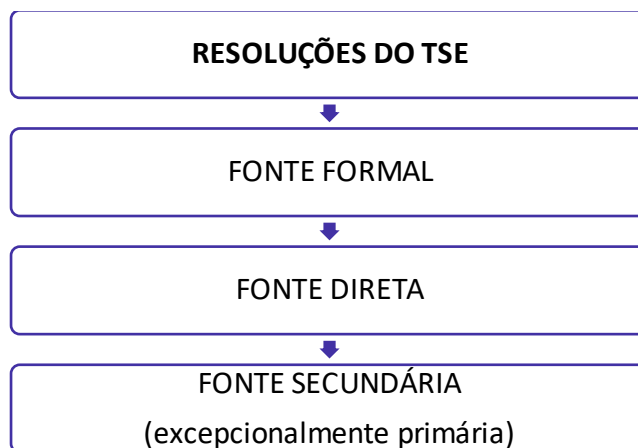 RESOLUÇÕES DO TSE
FONTE FORMAL
FONTE DIRETA
FONTE SECUNDÁRIA
(excepcionalmente primária)